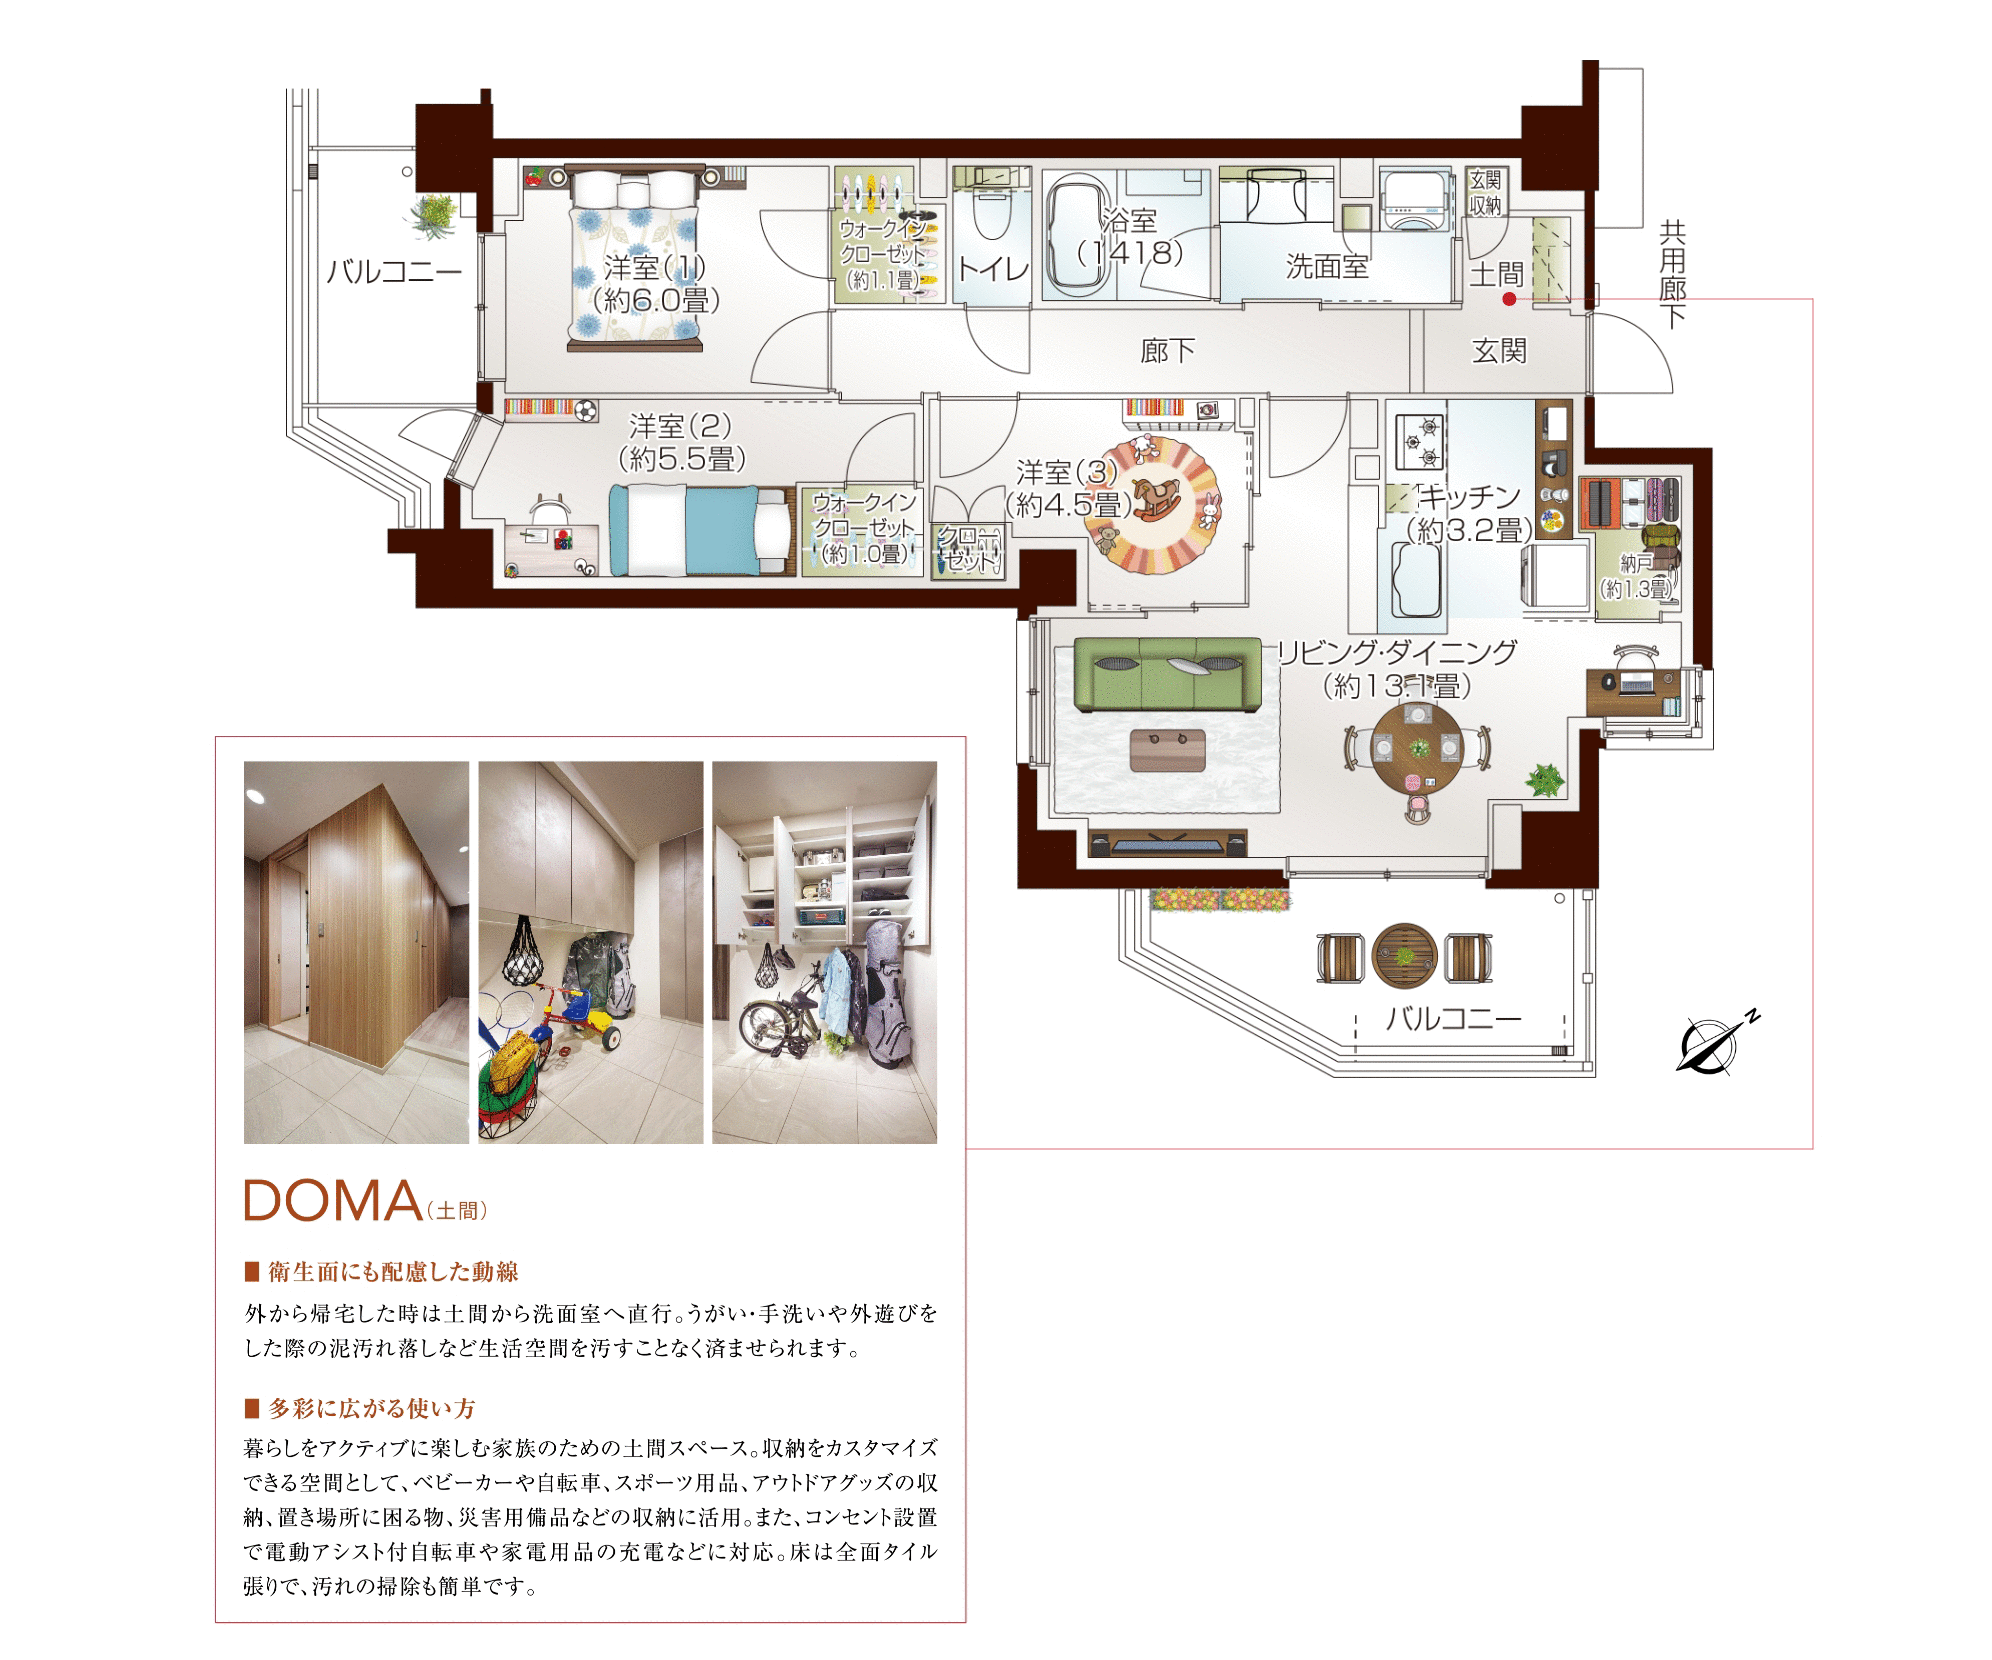 バルコニー
洋室(1)
(約6.0畳)
ウォークイン
クローゼット
(約1.1畳)
トイレ
浴室
(1418)
洗面室
玄関
収納
土間
共用廊下
廊下
玄関
洋室(2)
(約5.5畳)
ウォークイン
クローゼット
(約1.0畳)
クロー
ゼット
洋室(3)
(約4.5畳)
キッチン
(約3.2畳)
納戸
(約1.3畳)
リビング・ダイニング
(約13.1畳)
バルコニー
N
DOMA(土間)
■ 衛生面にも配慮した動線
外から帰宅した時は土間から洗面室へ直行。うがい・手洗いや外遊びを
した際の泥汚れ落しなど生活空間を汚すことなく済ませられます。
■ 多彩に広がる使い方
暮らしをアクティブに楽しむ家族のための土間スペース。収納をカスタマイズ
できる空間として、ベビーカーや自転車、スポーツ用品、アウトドアグッズの収
納、置き場所に困る物、災害用備品などの収納に活用。また、コンセント設置
で電動アシスト付自転車や家電用品の充電などに対応。床は全面タイル
張りで、汚れの掃除も簡単です。